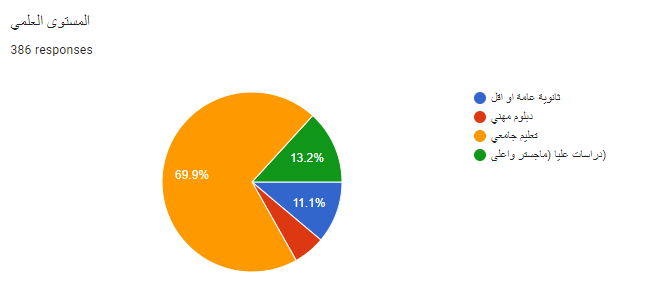 المستوى العلمي
386 responses
ثانوية عامة او اقل
دبلوم مهني
تعليم جامعي
دراسات عليا (ماجستر واعلى)
13.2%
69.9%
11.1%